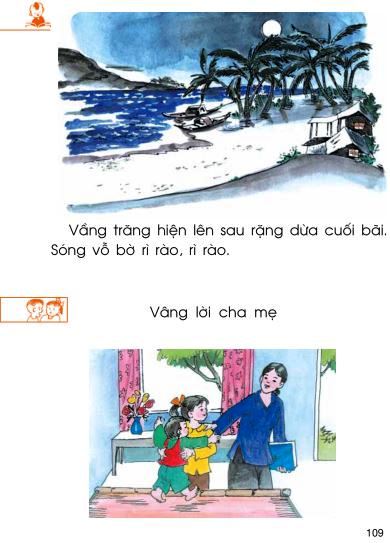 Vầng trăng hiện lên sau rặng dừa cuối bãi.
Sóng vỗ bờ rì rào, rì rào.
Vâng lời cha mẹ
109